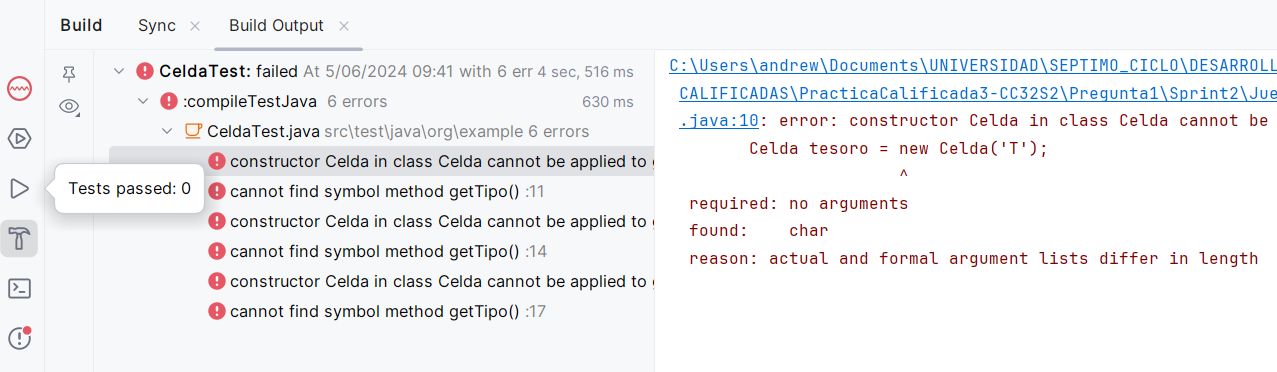 Build Sync Build Output
CeldaTest: failed At 5/06/2024 09:41 with 6 err 4 sec, 516 ms
:compileTestJava 6 errors 630 ms
CeldaTest.java src\test\java\org\example 6 errors
constructor Celda in class Celda cannot be applied to
cannot find symbol method getTipo() :11
constructor Celda in class Celda cannot be applied to
cannot find symbol method getTipo() :14
constructor Celda in class Celda cannot be applied to
cannot find symbol method getTipo() :17
Tests passed: 0
C:\Users\andrew\Documents\UNIVERSIDAD\SEPTIMO_CICLO\DESARROLL
CALIFICADAS\PracticaCalificada3-CC32S2\Pregunta1\Sprint2\Jue
.java:10: error: constructor Celda in class Celda cannot be
Celda tesoro = new Celda('T');
^
required: no arguments
found: char
reason: actual and formal argument lists differ in length